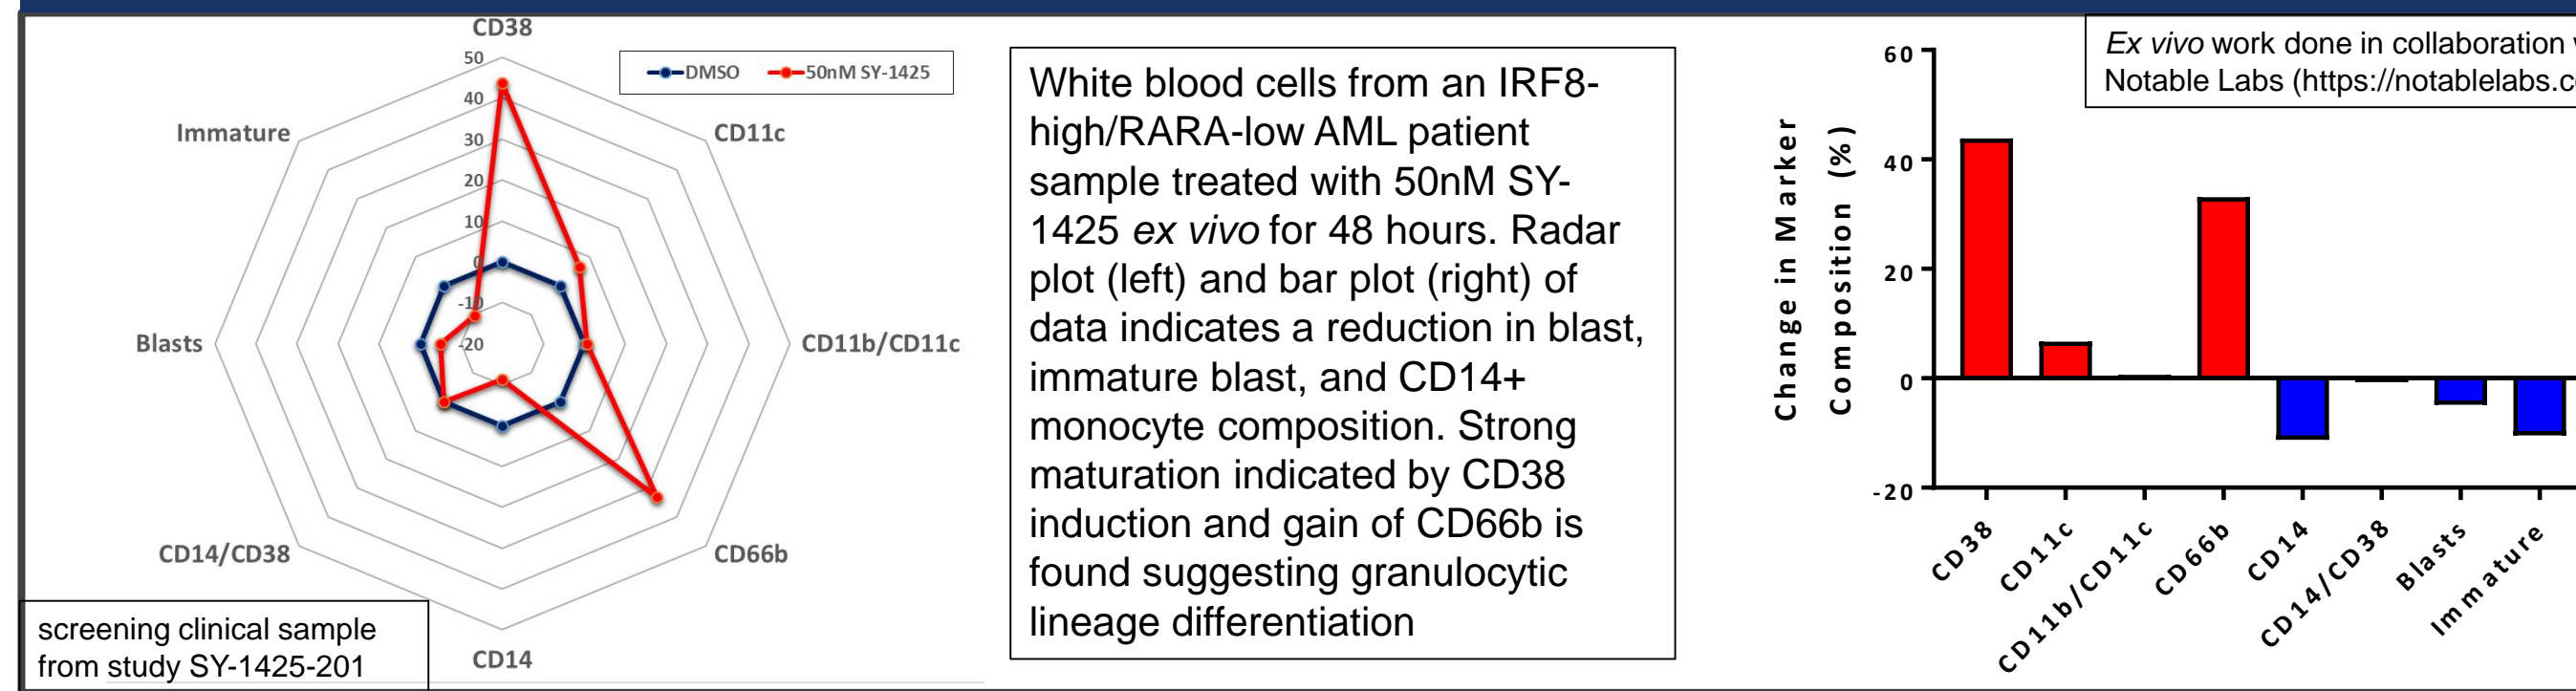 CD38
50
40
30
20
10
0
-10
-20
DMSO
50nM SY-1425
CD11c
CD11b/CD11c
CD66b
CD14
CD14/CD38
Blasts
Immature
screening clinical sample
from study SY-1425-201
White blood cells from an IRF8-
high/RARA-low AML patient
sample treated with 50nM SY-
1425 ex vivo for 48 hours. Radar
plot (left) and bar plot (right) of
data indicates a reduction in blast,
immature blast, and CD14+
monocyte composition. Strong
maturation indicated by CD38
induction and gain of CD66b is
found suggesting granulocytic
lineage differentiation
Ex vivo work done in collaboration
Notable Labs (https://notablelabs.c
Change in Marker
Composition (%)
60
40
20
0
-20
CD38
CD11c
CD11b/CD11c
CD66b
CD14
CD14/CD38
Blasts
Immature